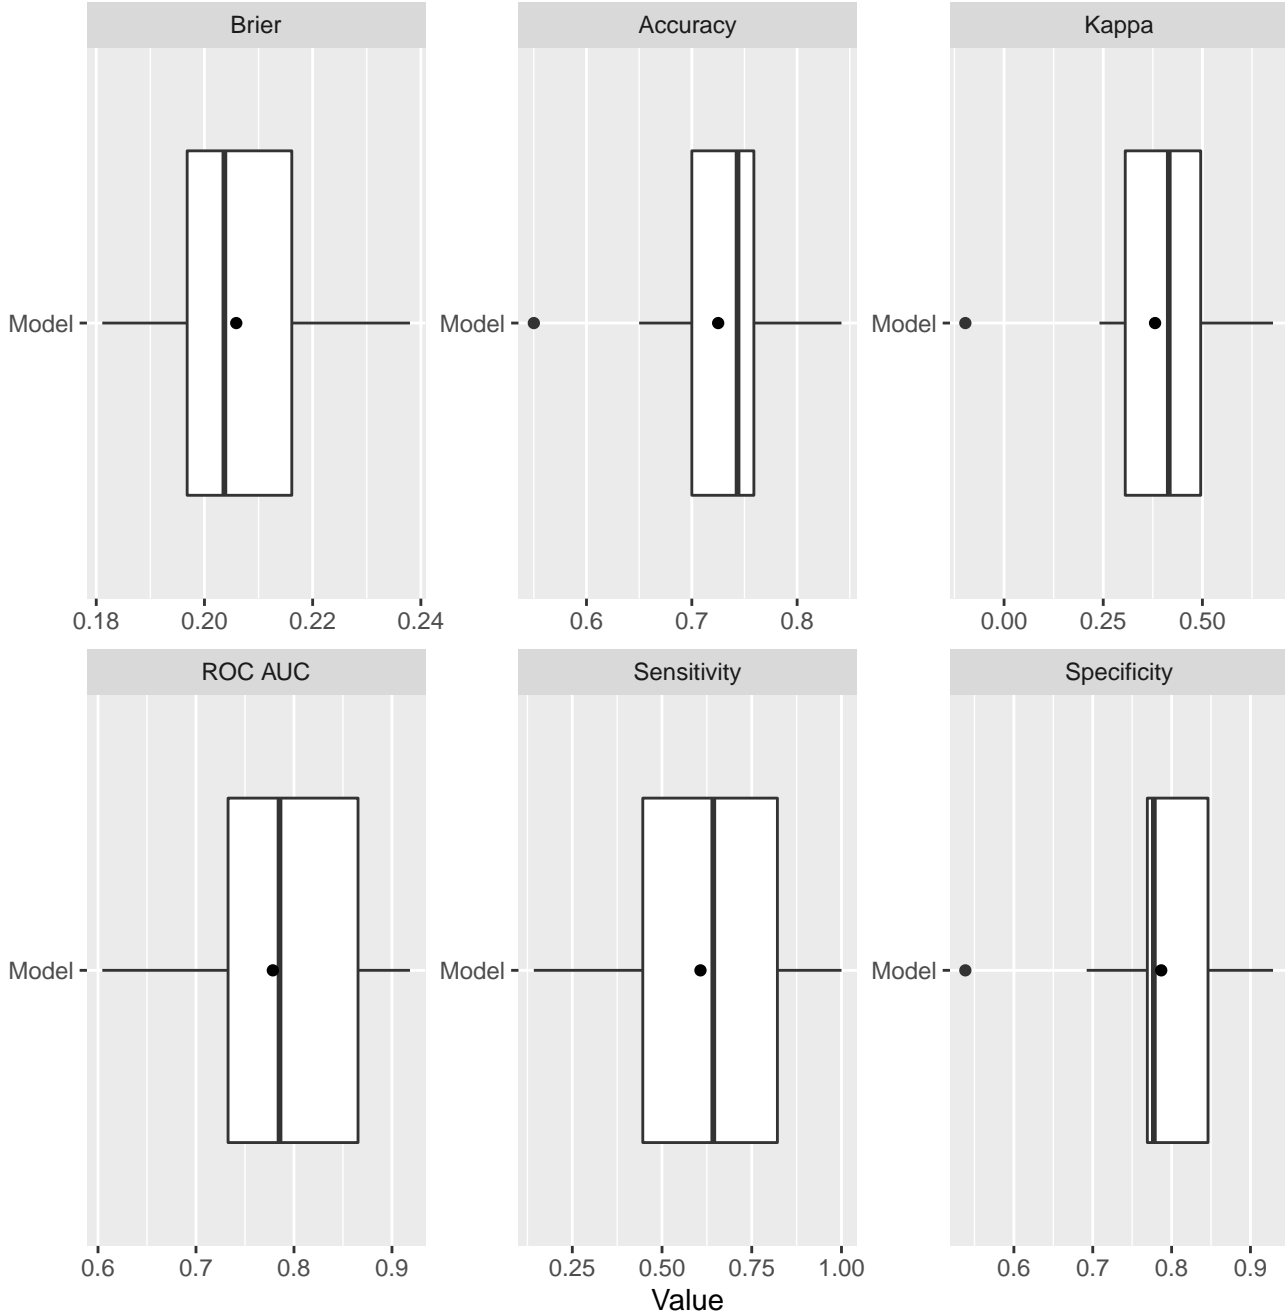 Brier Accuracy Kappa
Model Model Model
0.18 0.20 0.22 0.24 0.6 0.7 0.8 0.00 0.25 0.50
ROC AUC Sensitivity Specificity
Model Model Model
0.6 0.7 0.8 0.9 0.25 0.50 0.75 1.00 0.6 0.7 0.8 0.9
Value